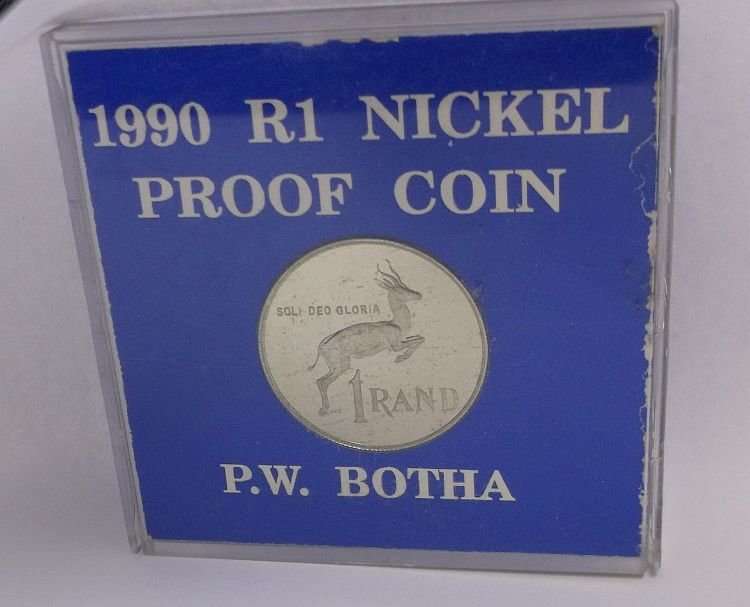 1990 R1 NICKEL
PROOF COIN
SOLI DEO GLORIA
1 RAND
P.W. BOTHA